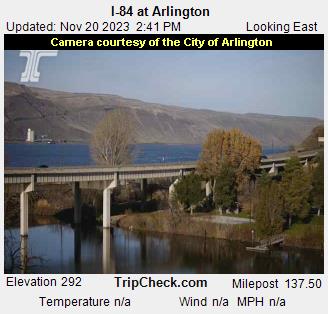 I-84 at Arlington
Updated: Nov 20 2023 2:41 PM Looking East
Camera courtesy of the City of Arlington
Elevation 292 TripCheck.com Milepost 137.50
Temperature n/a Wind n/a MPH n/a